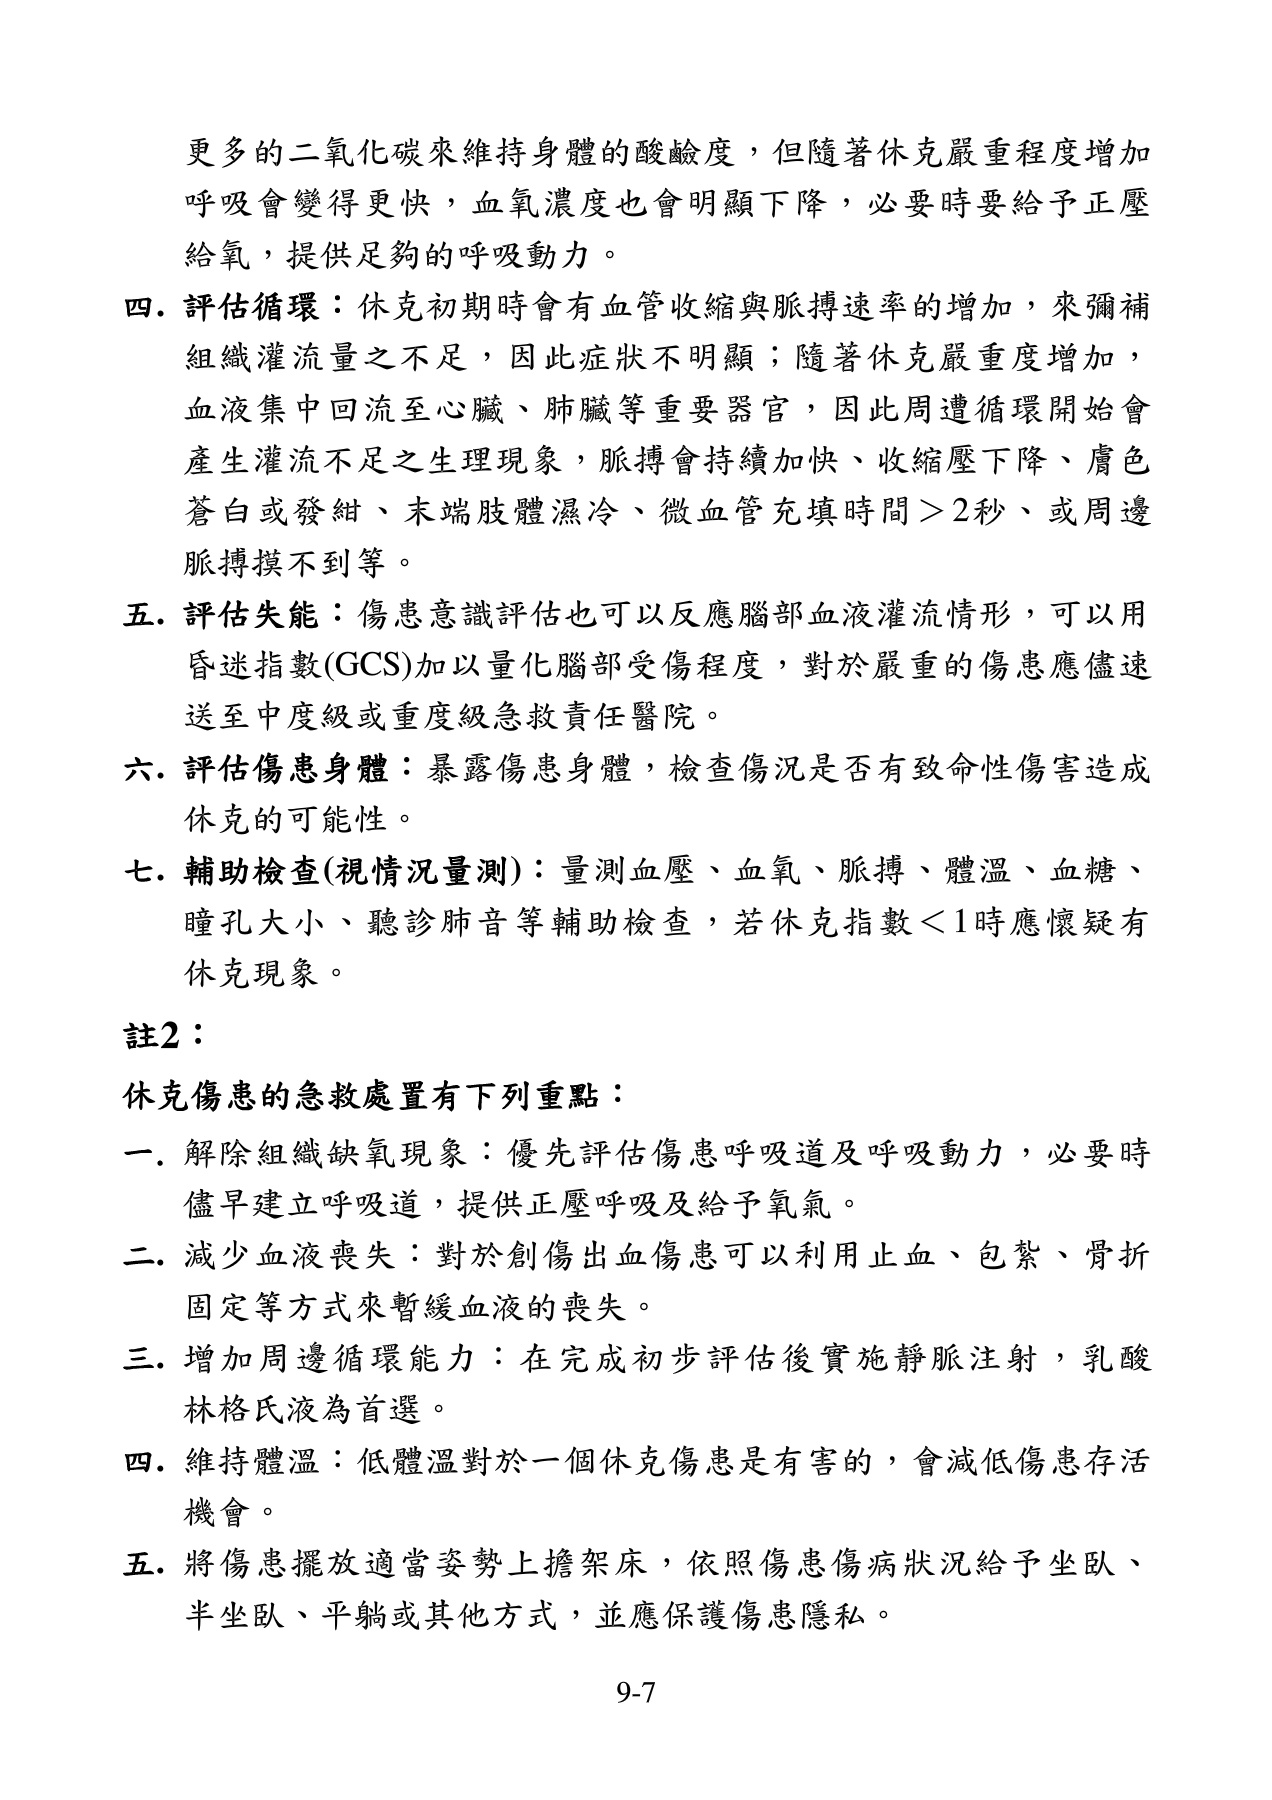 更多的二氧化碳來維持身體的酸鹼度，但隨著休克嚴重程度增加
呼吸會變得更快，血氧濃度也會明顯下降，必要時要給予正壓
給氧，提供足夠的呼吸動力。
四. 評估循環：休克初期時會有血管收縮與脈搏速率的增加，來彌補
組織灌流量之不足，因此症狀不明顯；隨著休克嚴重度增加，
血液集中回流至心臟、肺臟等重要器官，因此周遭循環開始會
產生灌流不足之生理現象，脈搏會持續加快、收縮壓下降、膚色
蒼白或發紺、末端肢體濕冷、微血管充填時間＞2秒、或周邊
脈搏摸不到等。
五. 評估失能：傷患意識評估也可以反應腦部血液灌流情形，可以用
昏迷指數(GCS)加以量化腦部受傷程度，對於嚴重的傷患應儘速
送至中度級或重度級急救責任醫院。
六. 評估傷患身體：暴露傷患身體，檢查傷況是否有致命性傷害造成
休克的可能性。
七. 輔助檢查(視情況量測)：量測血壓、血氧、脈搏、體溫、血糖、
瞳孔大小、聽診肺音等輔助檢查，若休克指數＜1時應懷疑有
休克現象。
註2：
休克傷患的急救處置有下列重點：
一. 解除組織缺氧現象：優先評估傷患呼吸道及呼吸動力，必要時
儘早建立呼吸道，提供正壓呼吸及給予氧氣。
二. 減少血液喪失：對於創傷出血傷患可以利用止血、包紮、骨折
固定等方式來暫緩血液的喪失。
三. 增加周邊循環能力：在完成初步評估後實施靜脈注射，乳酸
林格氏液為首選。
四. 維持體溫：低體溫對於一個休克傷患是有害的，會減低傷患存活
機會。
五. 將傷患擺放適當姿勢上擔架床，依照傷患傷病狀況給予坐臥、
半坐臥、平躺或其他方式，並應保護傷患隱私。
9-7